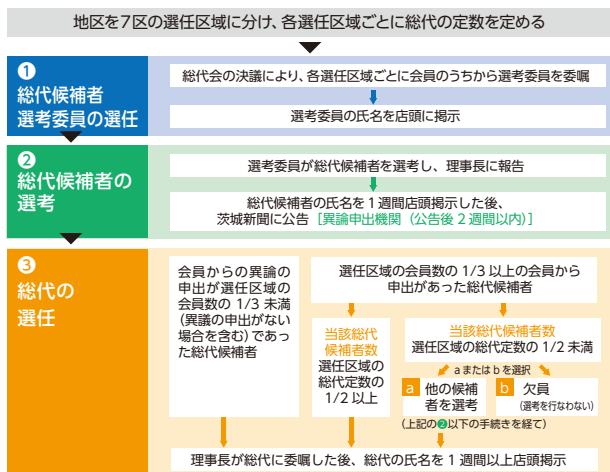 地区を7区の選任区域に分け、各選任区域ごとに総代の定数を定める
❶
総代候補者
選考委員の選任
総代会の決議により、各選任区域ごとに会員のうちから選考委員を委嘱
選考委員の氏名を店頭に掲示
❷
総代候補者の
選考
選考委員が総代候補者を選考し、理事長に報告
総代候補者の氏名を1週間店頭掲示した後、
茨城新聞に公告［異論申出機関（公告後2週間以内）］
❸
総代の
選任
会員からの異論の
申出が選任区域の
会員数の1/3未満
(異議の申出がない
場合を含む)であっ
た総代候補者
選任区域の会員数の1/3以上の会員から
申出があった総代候補者
当該総代
候補者数
選任区域の
総代定数の
1/2以上
当該総代候補者数
選任区域の総代定数の1/2未満
aまたはbを選択
a 他の候補
者を選考
b 欠員
(選考を行なわない)
(上記の❷以下の手続きを経て)
理事長が総代に委嘱した後、総代の氏名を1週間以上店頭掲示